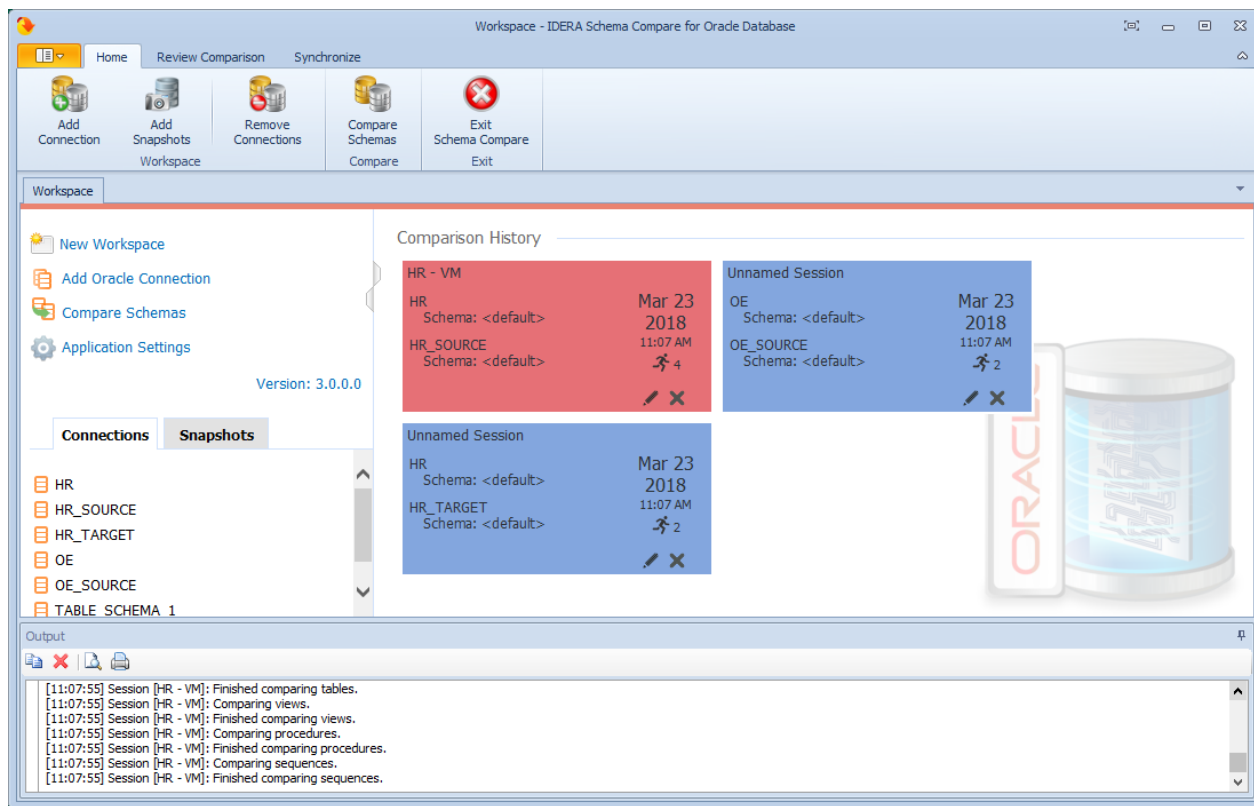 Workspace - IDERA Schema Compare for Oracle Database
Home Review Comparison Synchronize
Add Connection
Add Snapshots
Remove Connections
Compare Schemas
Exit Schema Compare
Workspace Compare Exit
Workspace
New Workspace
Add Oracle Connection
Compare Schemas
Application Settings
Version: 3.0.0.0
Connections Snapshots
HR
HR_SOURCE
HR_TARGET
OE
OE_SOURCE
TABLE_SCHEMA_1
Comparison History
HR - VM
HR
Schema: <default>
HR_SOURCE
Schema: <default>
Mar 23
2018
11:07 AM
4
Unnamed Session
OE
Schema: <default>
OE_SOURCE
Schema: <default>
Mar 23
2018
11:07 AM
2
Unnamed Session
HR
Schema: <default>
HR_TARGET
Schema: <default>
Mar 23
2018
11:07 AM
2
ORACLE
Output
[11:07:55] Session [HR - VM]: Finished comparing tables.
[11:07:55] Session [HR - VM]: Comparing views.
[11:07:55] Session [HR - VM]: Finished comparing views.
[11:07:55] Session [HR - VM]: Comparing procedures.
[11:07:55] Session [HR - VM]: Finished comparing procedures.
[11:07:55] Session [HR - VM]: Comparing sequences.
[11:07:55] Session [HR - VM]: Finished comparing sequences.